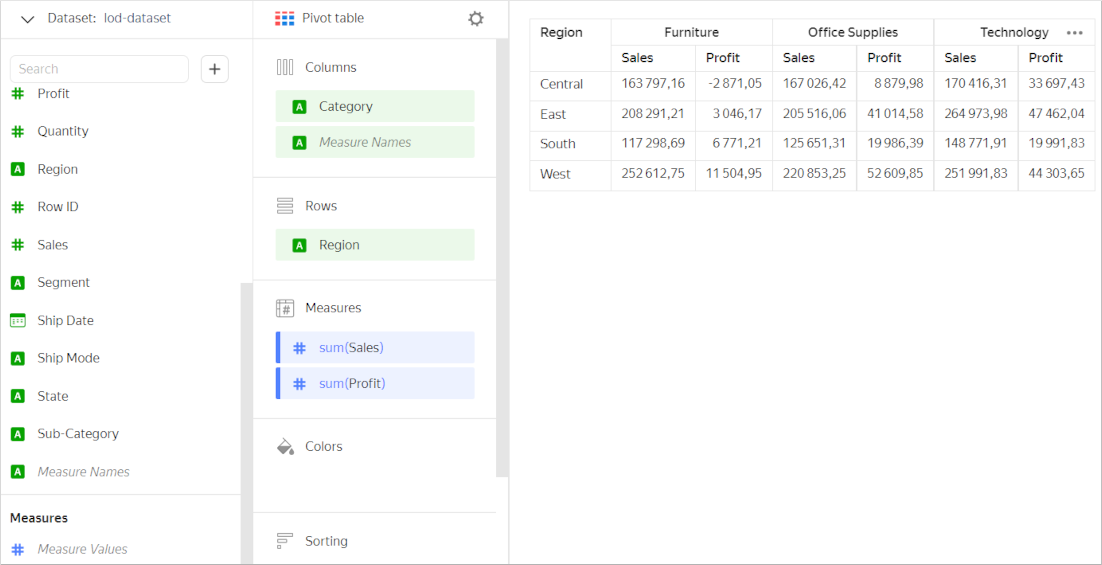 Dataset: lod-dataset
Search
Profit
Quantity
Region
Row ID
Sales
Segment
Ship Date
Ship Mode
State
Sub-Category
Measure Names
Measures
Measure Values
Pivot table
Columns
Category
Measure Names
Rows
Region
Measures
sum(Sales)
sum(Profit)
Colors
Sorting
Region Furniture Office Supplies Technology
Sales Profit Sales Profit Sales Profit
Central 163 797,16 -2 871,05 167 026,42 8 879,98 170 416,31 33 697,43
East 208 291,21 3 046,17 205 516,06 41 014,58 264 973,98 47 462,04
South 117 298,69 6 771,21 125 651,31 19 986,39 148 771,91 19 991,83
West 252 612,75 11 504,95 220 853,25 52 609,85 251 991,83 44 303,65